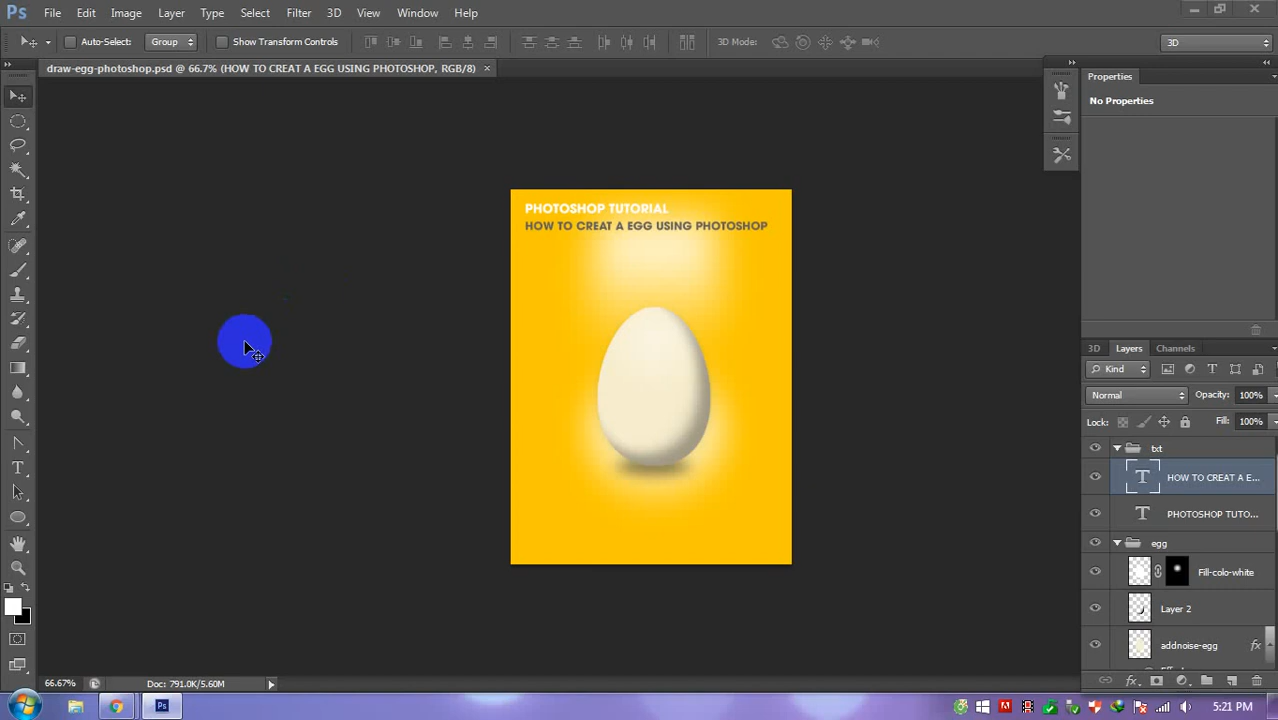 Ps File Edit Image Layer Type Select Filter 3D View Window Help
Auto-Select: Group Show Transform Controls 3D Mode: 3D
draw-egg-photoshop.psd @ 66.7% (HOW TO CREAT A EGG USING PHOTOSHOP, RGB/8) ×
Properties
No Properties
PHOTOSHOP TUTORIAL
HOW TO CREAT A EGG USING PHOTOSHOP
3D Layers Channels
Kind
Normal Opacity: 100%
Lock: Fill: 100%
txt
T HOW TO CREAT A E...
T PHOTOSHOP TUTO...
egg
Fill-colo-white
Layer 2
addnoise-egg fx
66.67% Doc: 791.0K/5.60M
Ps 5:21 PM